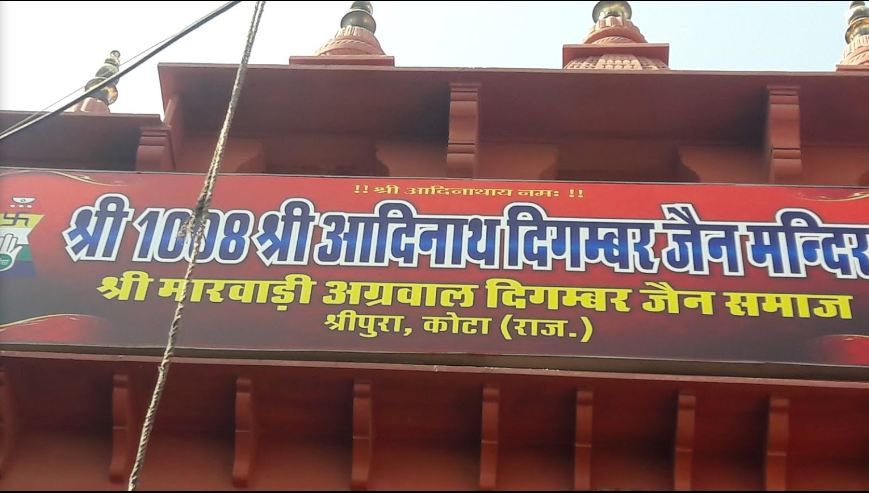 !! श्री आदिनाथाय नमः !!
श्री 1008 श्री आदिनाथ दिगम्बर जैन मन्दिर
श्री मारवाड़ी अग्रवाल दिगम्बर जैन समाज
श्रीपुरा, कोटा (राज.)